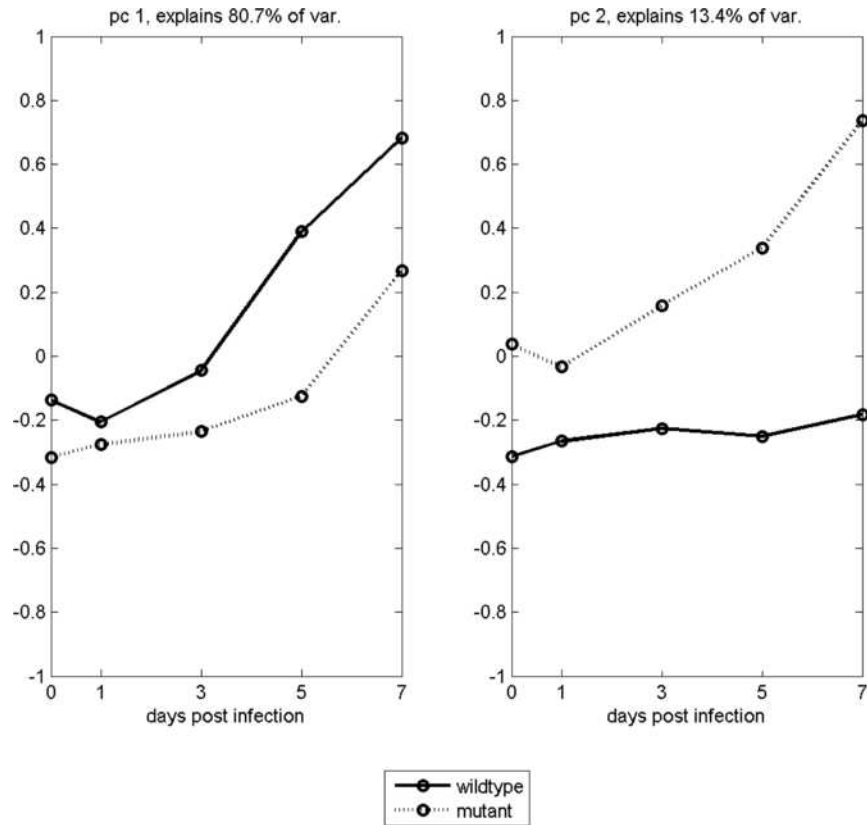 pc 1, explains 80.7% of var.
1
0.8
0.6
0.4
0.2
0
-0.2
-0.4
-0.6
-0.8
-1
0 1 3 5 7
days post infection
pc 2, explains 13.4% of var.
1
0.8
0.6
0.4
0.2
0
-0.2
-0.4
-0.6
-0.8
-1
0 1 3 5 7
days post infection
wildtype
mutant